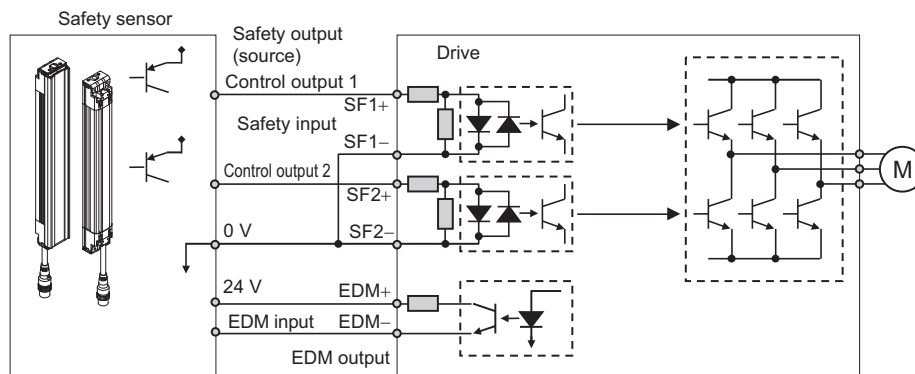 Safety sensor
Safety output
(source)
Drive
Control output 1
SF1+
Safety input
SF1−
Control output 2
SF2+
0 V
SF2−
M
24 V
EDM+
EDM input
EDM−
EDM output